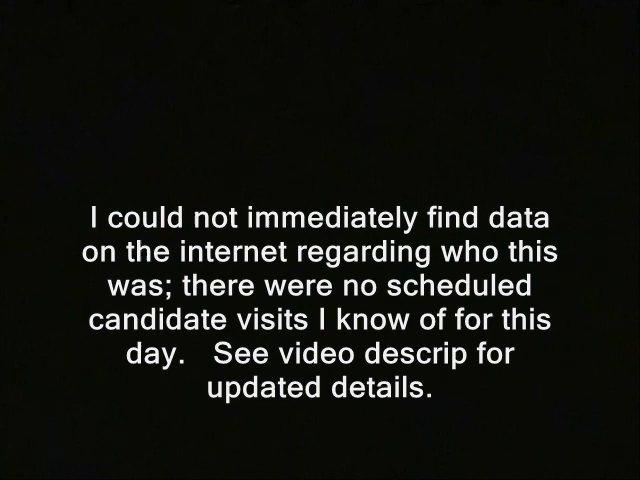 I could not immediately find data
on the internet regarding who this
was; there were no scheduled
candidate visits I know of for this
day.   See video descrip for
updated details.